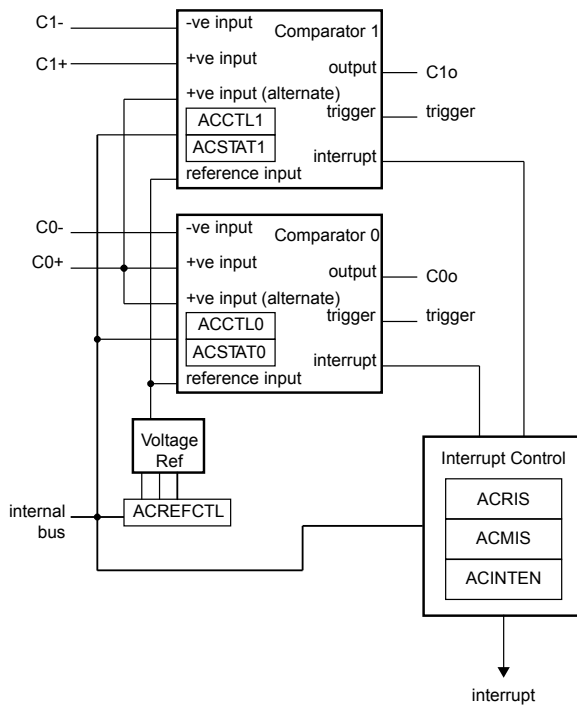 C1-
-ve input
Comparator 1
C1+
+ve input
output
C1o
+ve input (alternate)
trigger
trigger
ACCTL1
ACSTAT1
interrupt
reference input
C0-
-ve input
Comparator 0
C0+
+ve input
output
C0o
+ve input (alternate)
trigger
trigger
ACCTL0
ACSTAT0
interrupt
reference input
Voltage
Ref
Interrupt Control
internal
bus
ACREFCTL
ACRIS
ACMIS
ACINTEN
interrupt